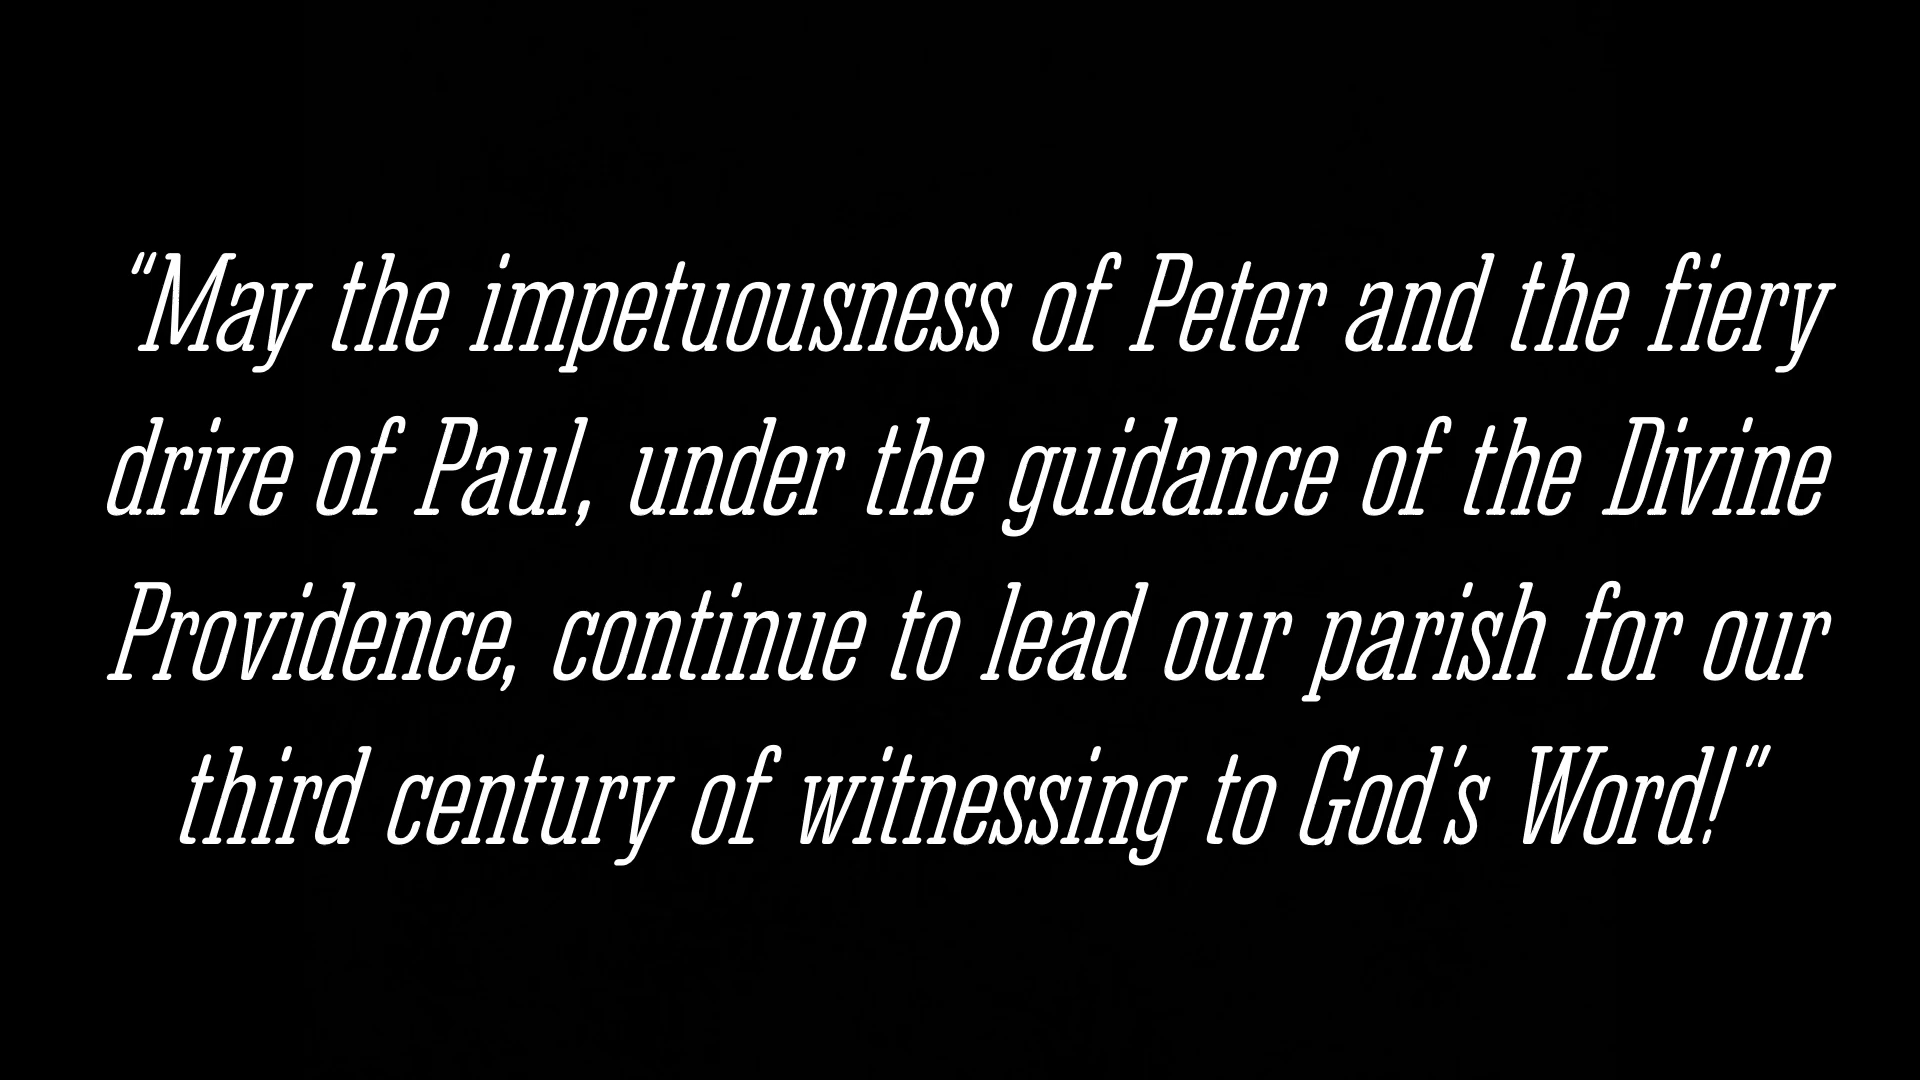 "May the impetuousness of Peter and the fiery
drive of Paul, under the guidance of the Divine
Providence, continue to lead our parish for our
third century of witnessing to God's Word!"